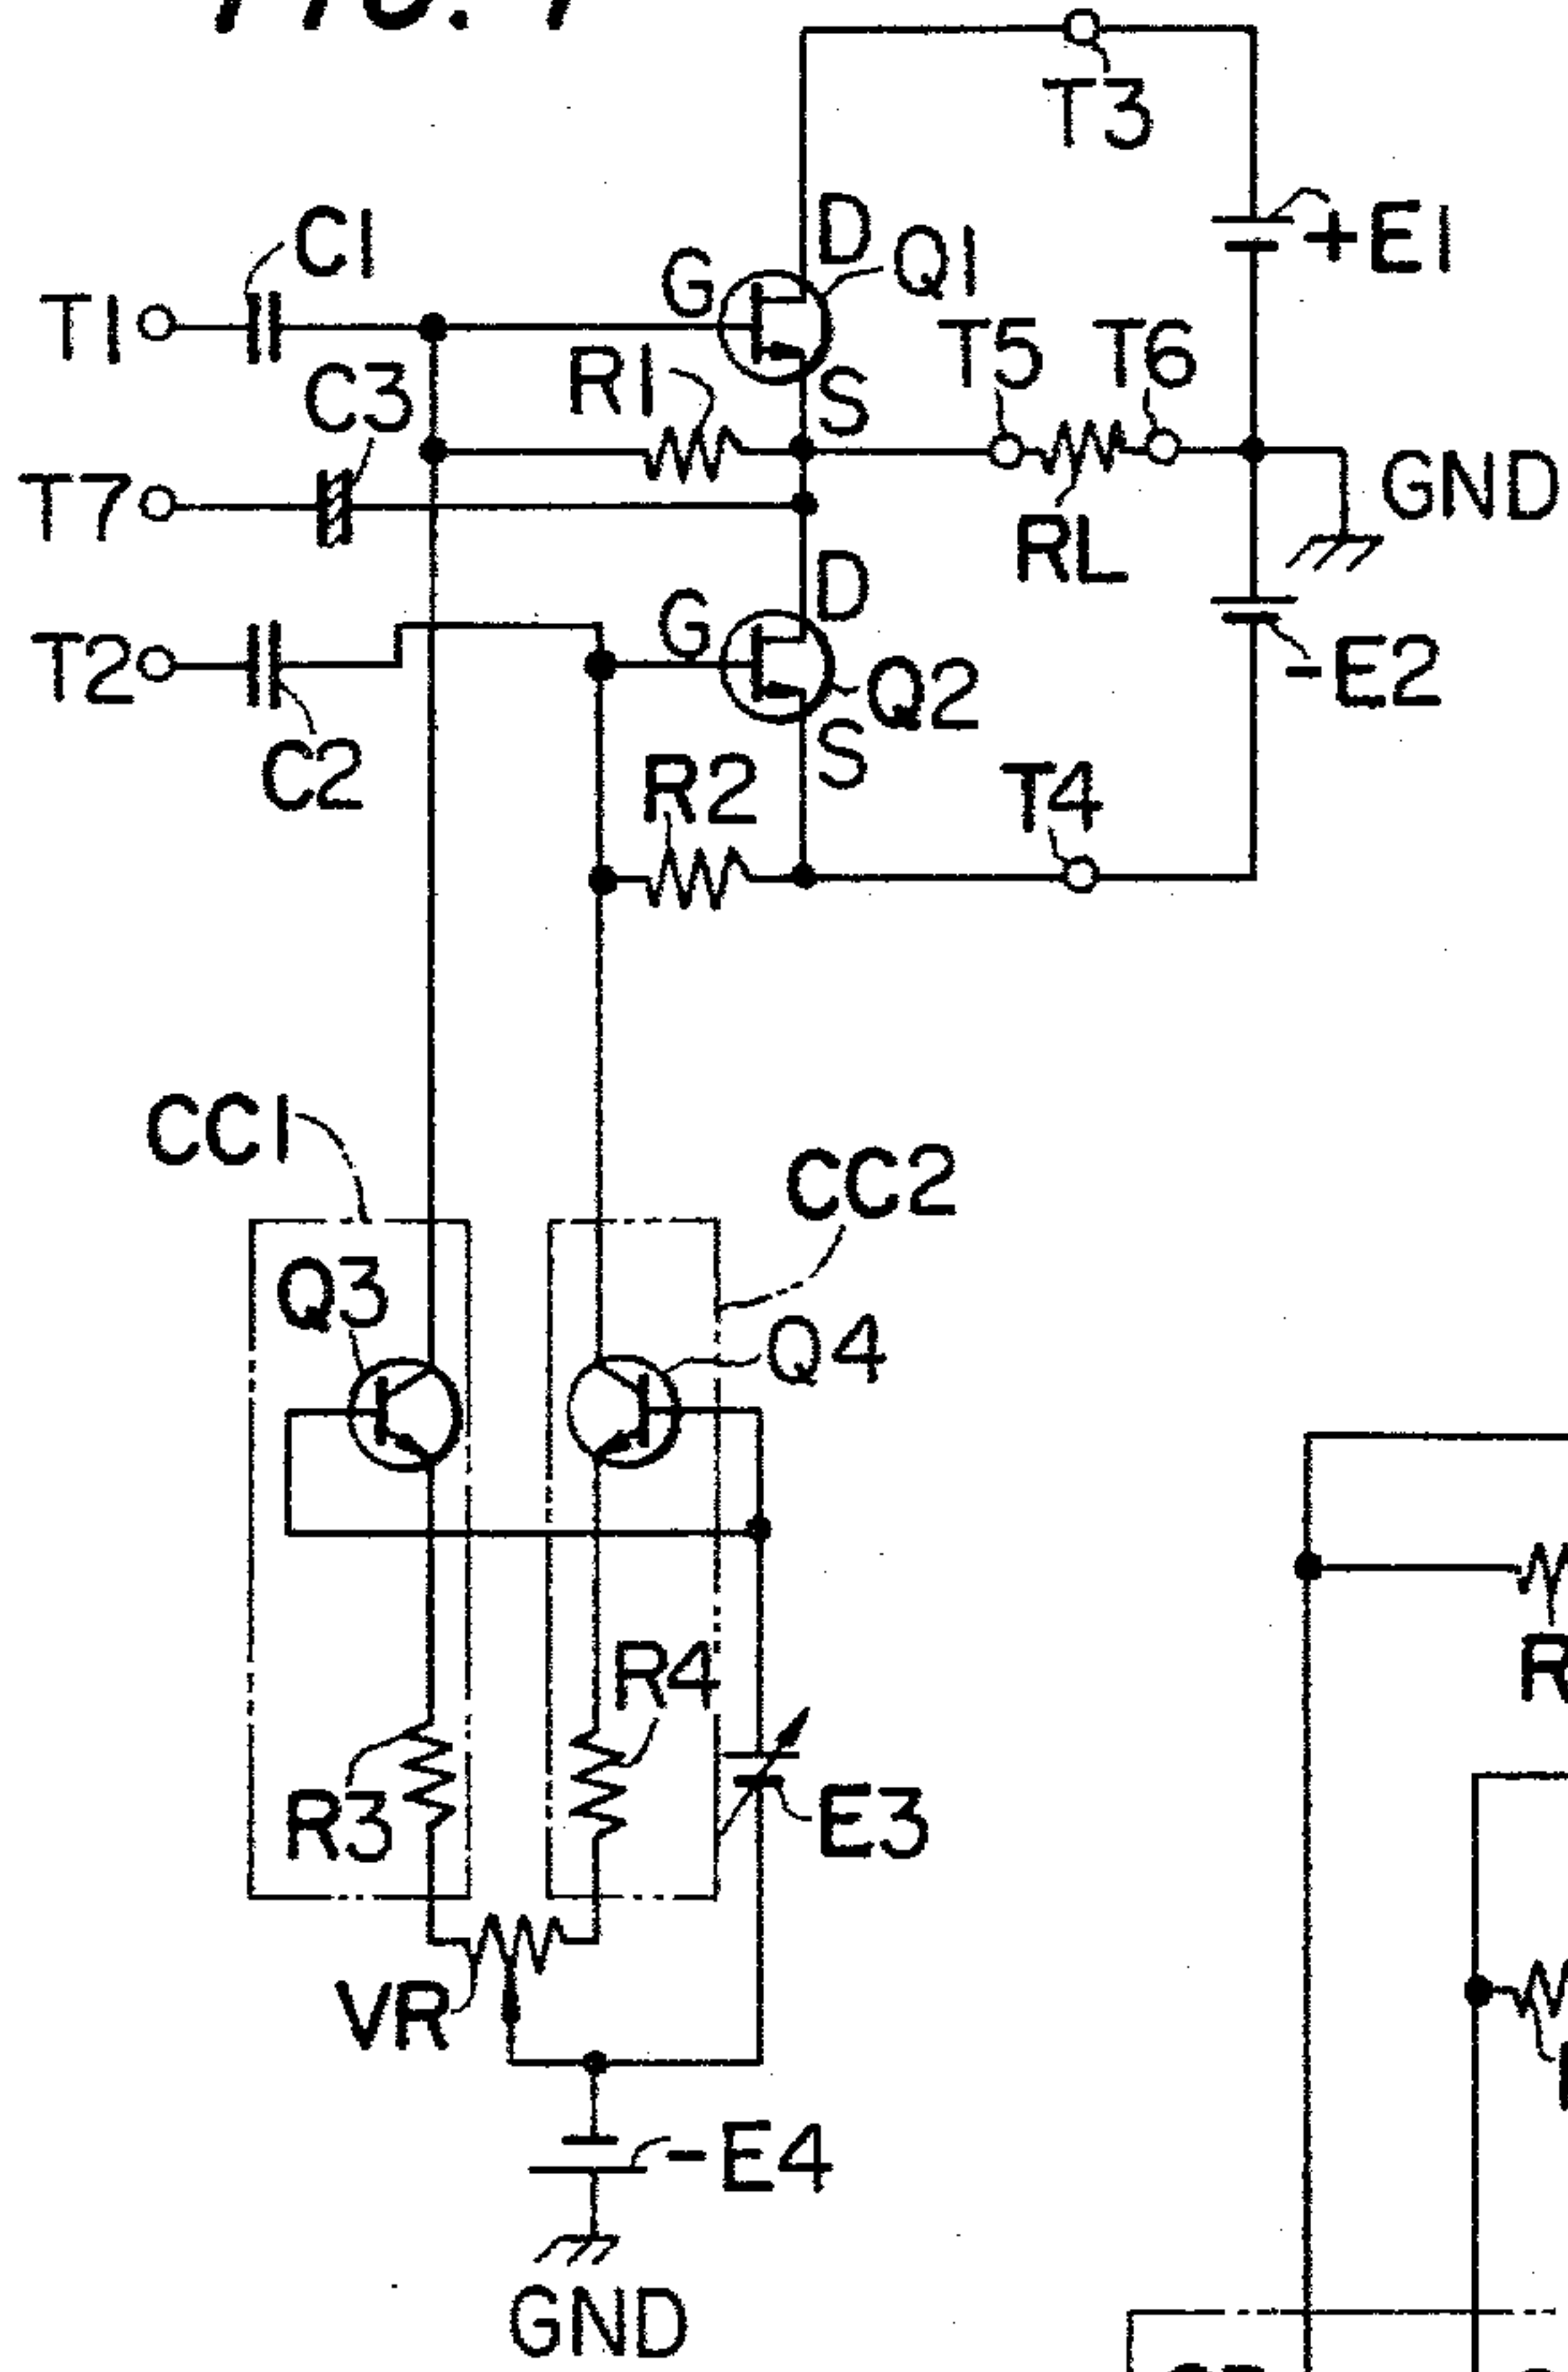 T3
D
Q1
+E1
C1
G
T1
R1
T5
T6
C3
S
T7
GND
RL
D
G
T2
Q2
-E2
C2
R2
S
T4
CC1
CC2
Q3
Q4
R4
R3
E3
VR
-E4
GND
R